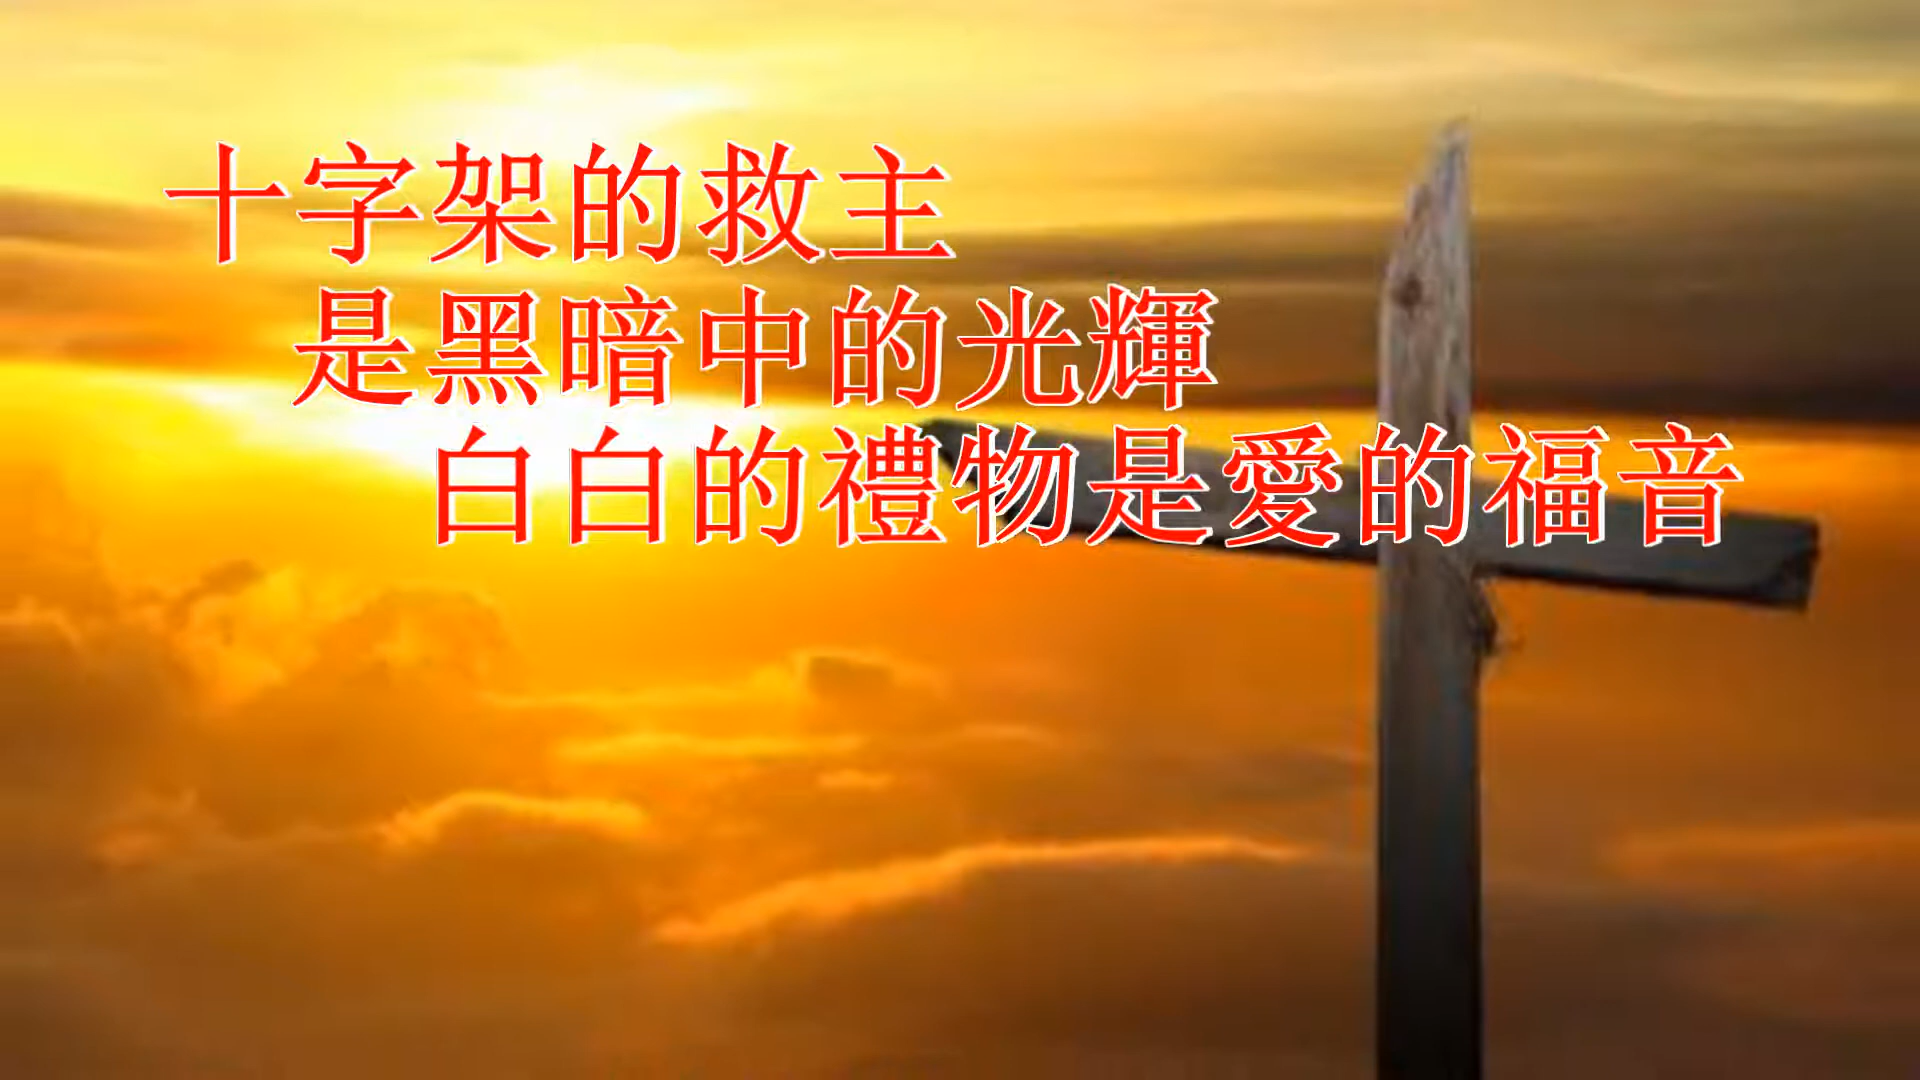 十字架的救主
是黑暗中的光輝
白白的禮物是愛的福音